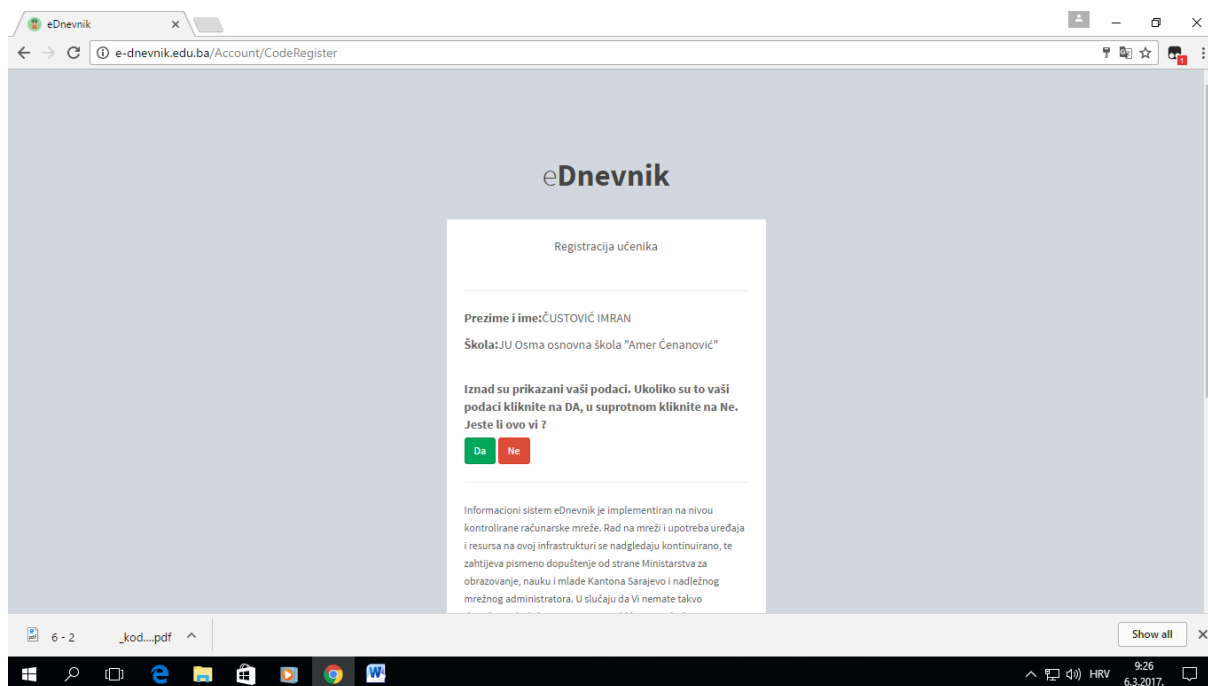 eDnevnik
e-dnevnik.edu.ba/Account/CodeRegister
1
eDnevnik
Registracija učenika
Prezime i ime:ČUSTOVIĆ IMRAN
Škola:JU Osma osnovna škola "Amer Ćenanović"
Iznad su prikazani vaši podaci. Ukoliko su to vaši
podaci kliknite na DA, u suprotnom kliknite na Ne.
Jeste li ovo vi ?
Da Ne
Informacioni sistem eDnevnik je implementiran na nivou
kontrolirane računarske mreže. Rad na mreži i upotreba uređaja
i resursa na ovoj infrastrukturi se nadgledaju kontinuirano, te
zahtijeva pismeno dopuštenje od strane Ministarstva za
obrazovanje, nauku i mlade Kantona Sarajevo i nadležnog
mrežnog administratora. U slučaju da Vi nemate takvo
6 - 2 _kod....pdf
Show all
HRV
9:26
6.3.2017.